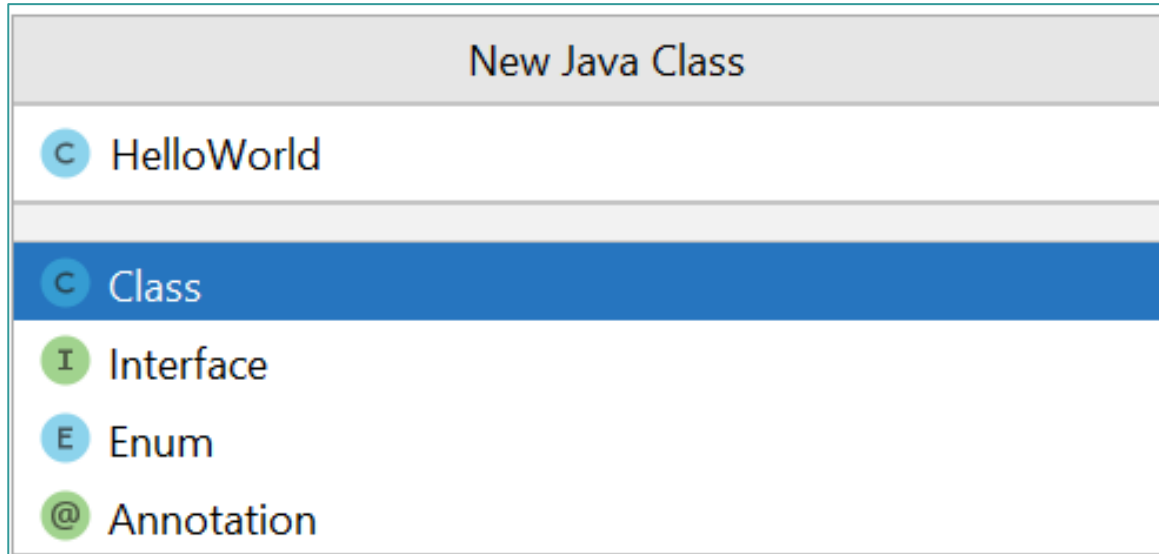 New Java Class
C HelloWorld
C Class
I Interface
E Enum
@ Annotation